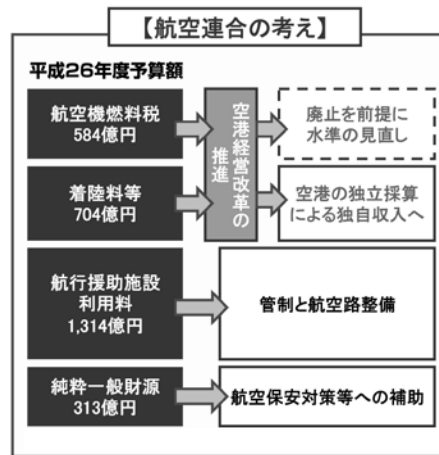 【航空連合の考え】
平成26年度予算額
航空機燃料税
584億円
空港経営改革の
推進
廃止を前提に
水準の見直し
着陸料等
704億円
空港の独立採算
による独自収入へ
航行援助施設
利用料
1,314億円
管制と航空路整備
純粋一般財源
313億円
航空保安対策等への補助